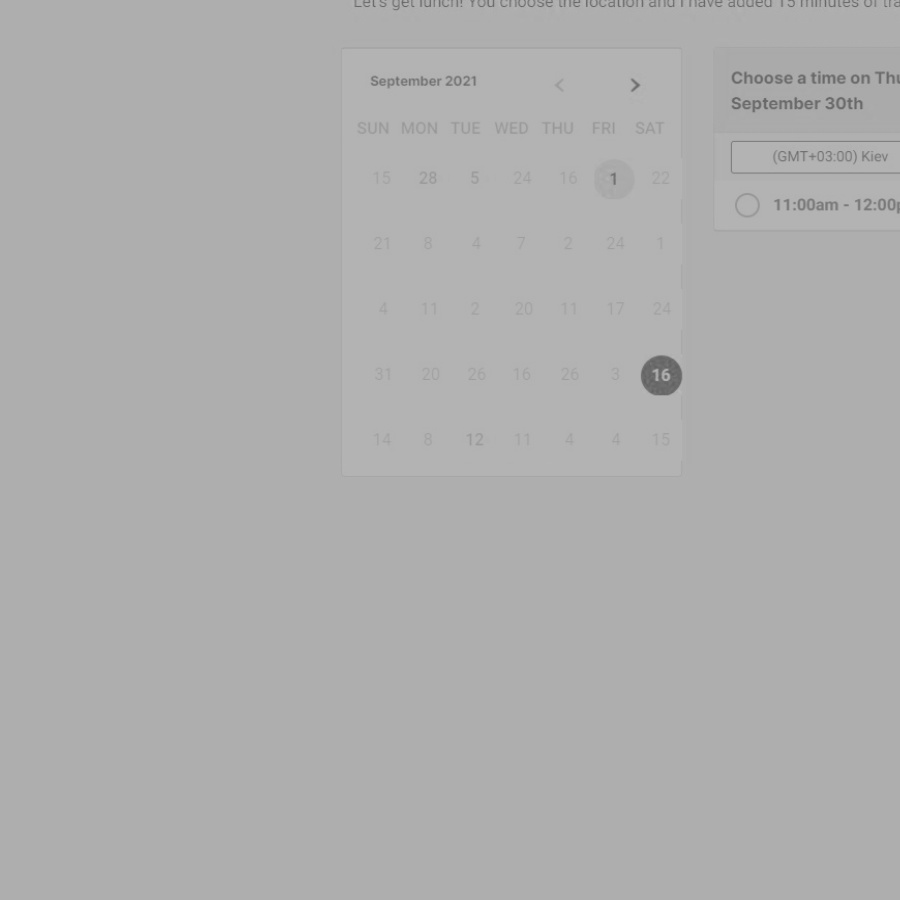 Let's get lunch! You choose the location and I have added 15 minutes of tra
September 2021
SUN MON TUE WED THU FRI SAT
15 28 5 24 16 1 22
21 8 4 7 2 24 1
4 11 2 20 11 17 24
31 20 26 16 26 3 16
14 8 12 11 4 4 15
Choose a time on Thu
September 30th
(GMT+03:00) Kiev
11:00am - 12:00p